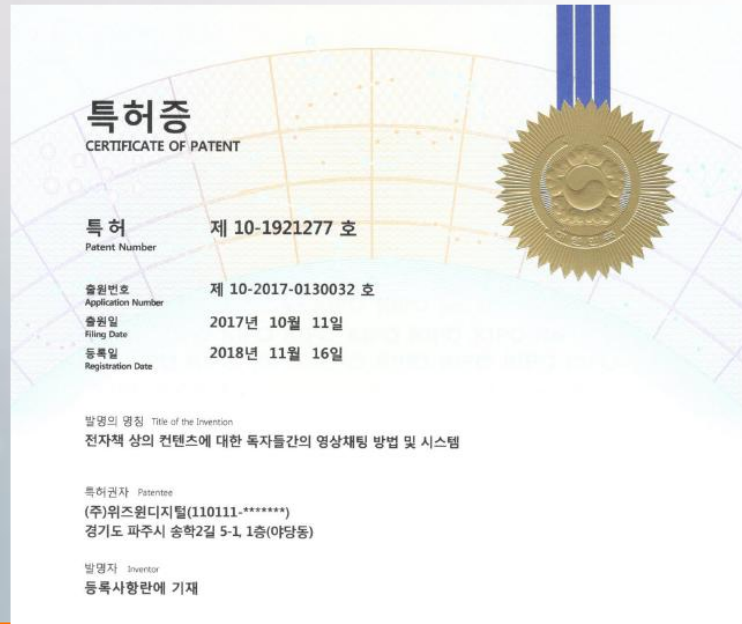 특허증
CERTIFICATE OF PATENT
특허 제 10-1921277 호
Patent Number
출원번호 제 10-2017-0130032 호
Application Number
출원일 2017년 10월 11일
Filing Date
등록일 2018년 11월 16일
Registration Date
발명의 명칭 Title of the Invention
전자책 상의 컨텐츠에 대한 독자들간의 영상채팅 방법 및 시스템
특허권자 Patentee
(주)위즈윈디지털(110111-*******)
경기도 파주시 송학2길 5-1, 1층(야당동)
발명자 Inventor
등록사항란에 기재